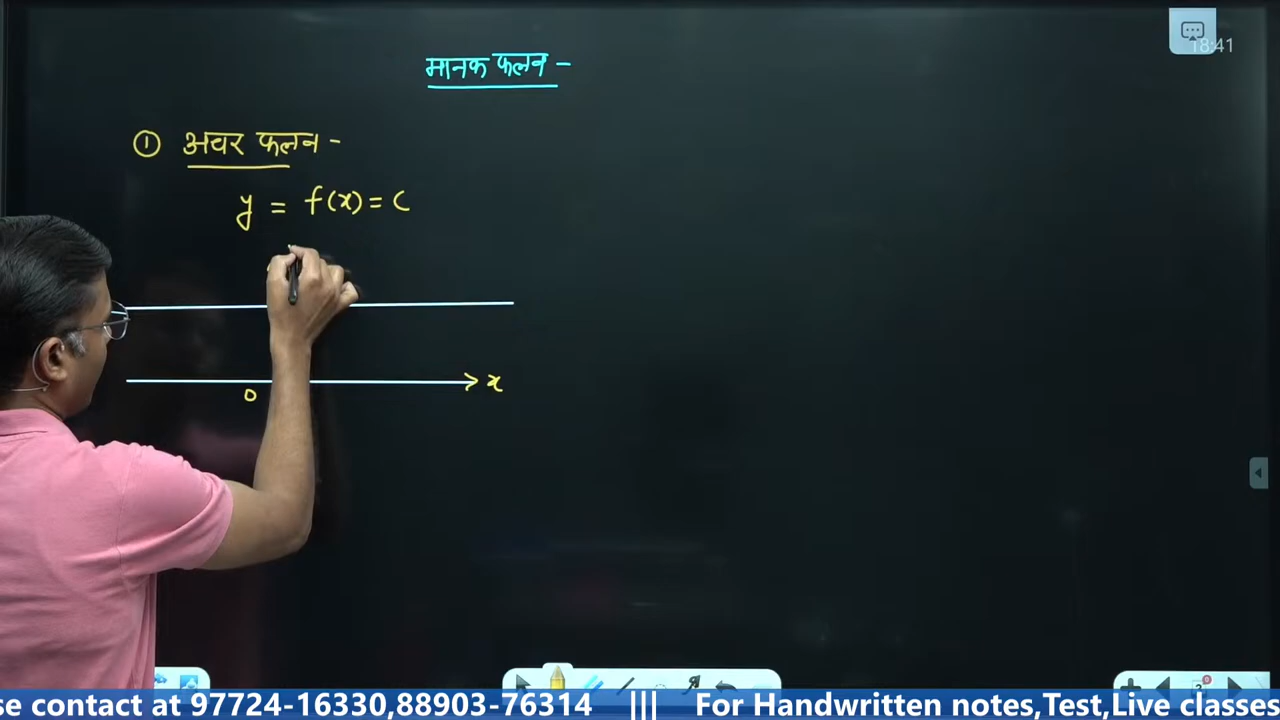 18:41
मानक फलन -
① अचर फलन -
y = f(x) = c
x
0
se contact at 97724-16330,88903-76314 ||| For Handwritten notes,Test,Live classes